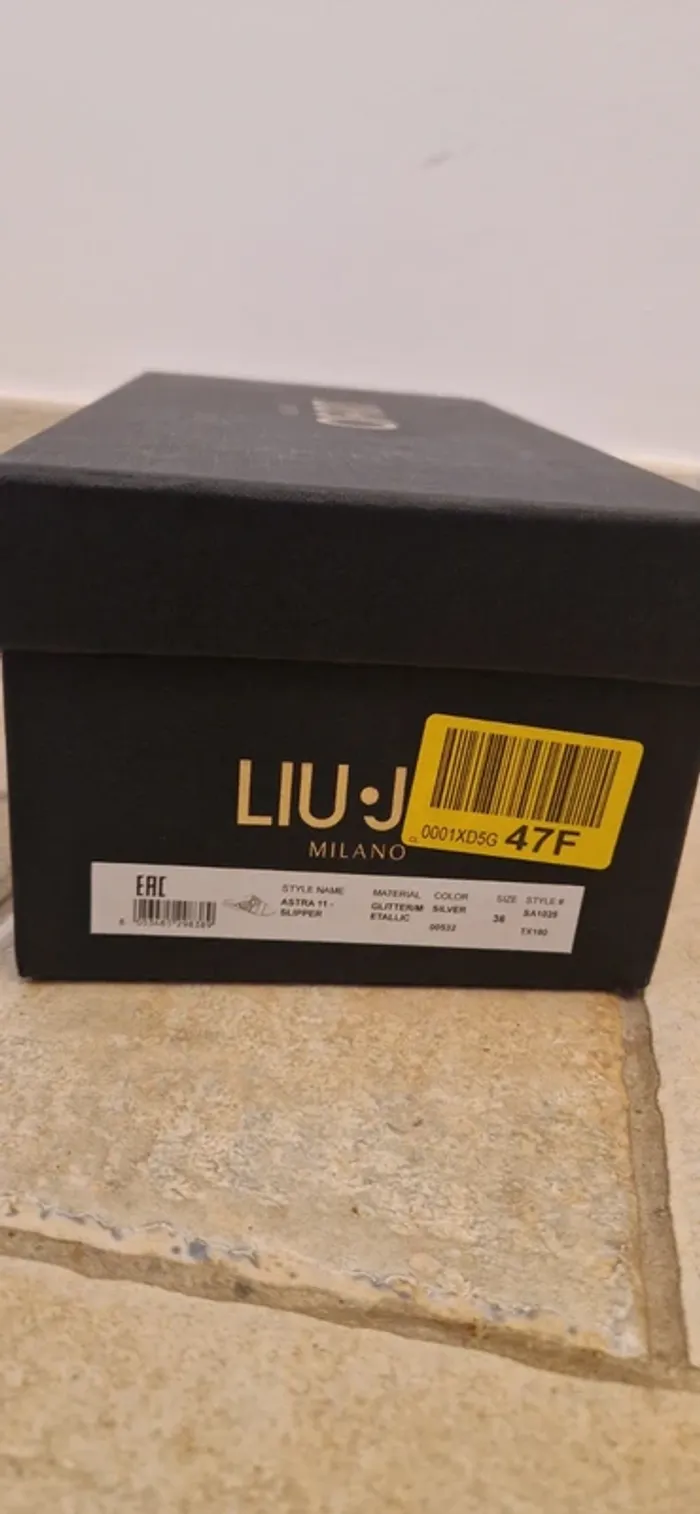 LIU•J
MILANO
0001XD5G 47F
EAC
STYLE NAME
ASTRA 11 -
SLIPPER
MATERIAL
GLITTER/M
ETALLIC
COLOR
SILVER
00532
SIZE
36
STYLE #
SA1035
TX180